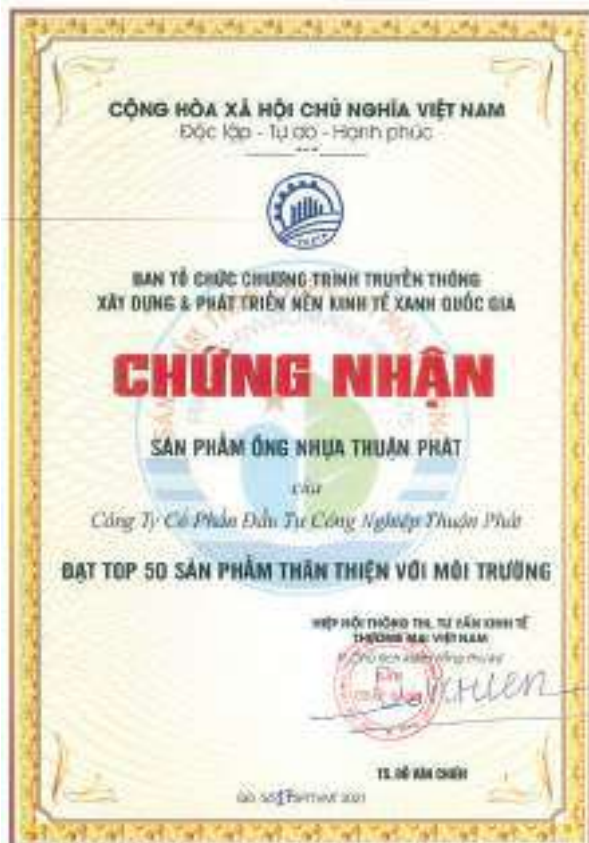 CỘNG HÒA XÃ HỘI CHỦ NGHĨA VIỆT NAM
Độc lập - Tự do - Hạnh phúc
BAN TỔ CHỨC CHƯƠNG TRÌNH TRUYỀN THÔNG
XÂY DỰNG & PHÁT TRIỂN NỀN KINH TẾ XANH QUỐC GIA
CHỨNG NHẬN
SẢN PHẨM ỐNG NHỰA THUẬN PHÁT
của
Công Ty Cổ Phần Đầu Tư Công Nghiệp Thuận Phát
ĐẠT TOP 50 SẢN PHẨM THÂN THIỆN VỚI MÔI TRƯỜNG
HIỆP HỘI THÔNG TIN, TƯ VẤN KINH TẾ
THƯƠNG MẠI VIỆT NAM
TS. ĐỖ VĂN
2021